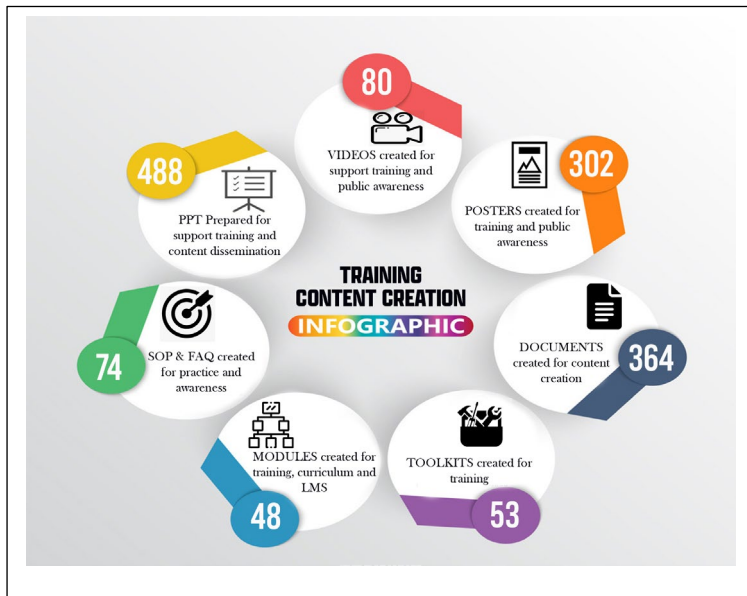 80
VIDEOS created for
support training and
public awareness
302
POSTERS created for
training and public
awareness
364
DOCUMENTS
created for content
creation
53
TOOLKITS created for
training
48
MODULES created for
training, curriculum and
LMS
74
SOP & FAQ created
for practice and
awareness
488
PPT Prepared for
support training and
content dissemination
TRAINING
CONTENT CREATION
INFOGRAPHIC